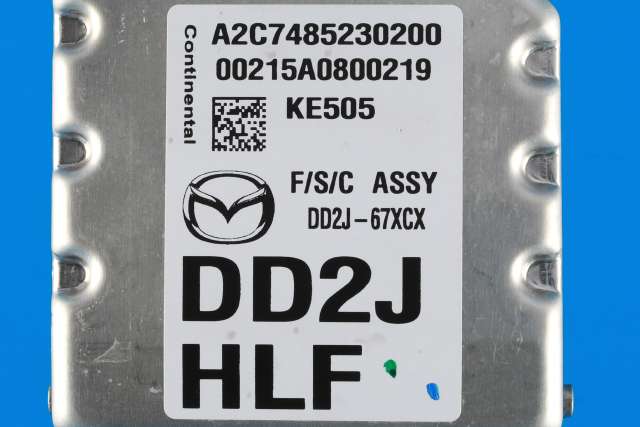 Continental
A2C7485230200
00215A0800219
KE505
F/S/C ASSY
DD2J-67XCX
DD2J
HLF